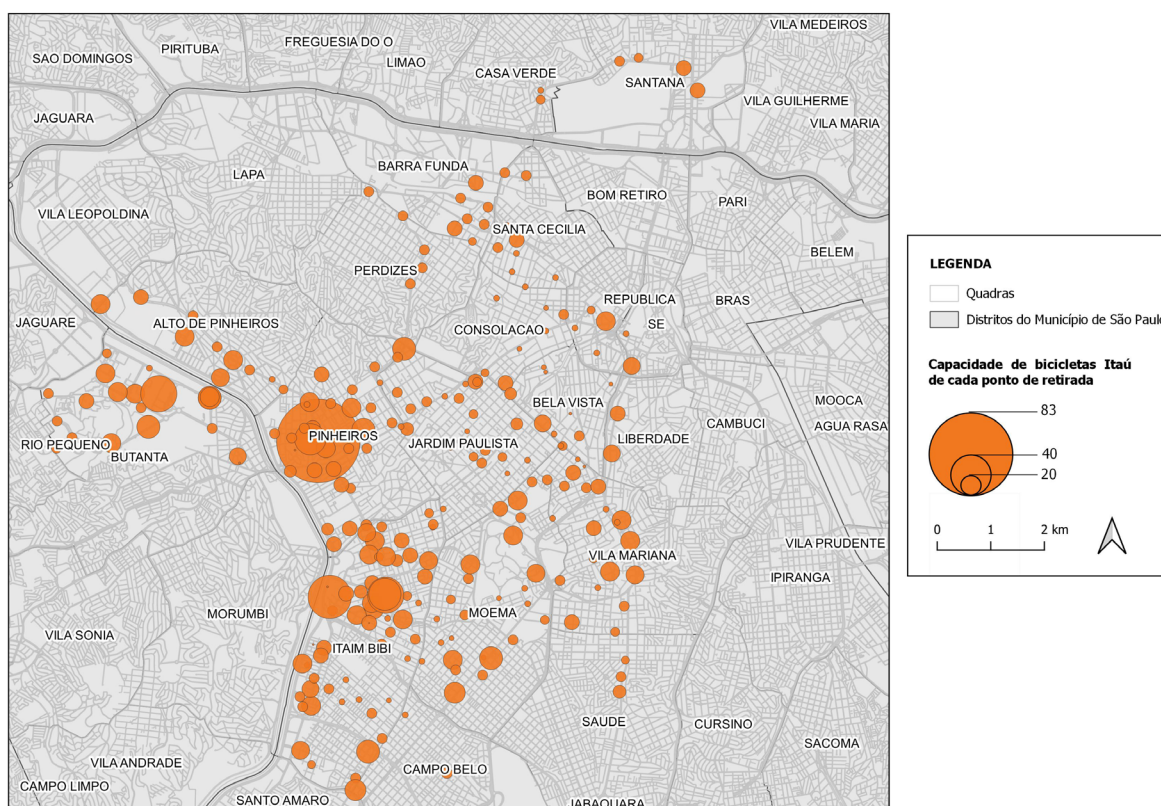 VILA MEDEIROS
FREGUESIA DO O
PIRITUBA
SAO DOMINGOS
LIMAO
CASA VERDE
SANTANA
VILA GUILHERME
JAGUARA
VILA MARIA
BARRA FUNDA
LAPA
BOM RETIRO
PARI
VILA LEOPOLDINA
SANTA CECILIA
BELEM
PERDIZES
REPUBLICA
BRAS
JAGUARE
ALTO DE PINHEIROS
CONSOLACAO
SE
BELA VISTA
MOOCA
CAMBUCI
AGUA RASA
PINHEIROS
JARDIM PAULISTA
LIBERDADE
RIO PEQUENO
BUTANTA
VILA PRUDENTE
VILA MARIANA
IPIRANGA
MORUMBI
MOEMA
VILA SONIA
ITAIM BIBI
SAUDE
CURSINO
SACOMA
VILA ANDRADE
CAMPO BELO
CAMPO LIMPO
SANTO AMARO
JABAQUARA
LEGENDA
Quadras
Distritos do Município de São Paulo
Capacidade de bicicletas Itaú
de cada ponto de retirada
83
40
20
0 1 2 km